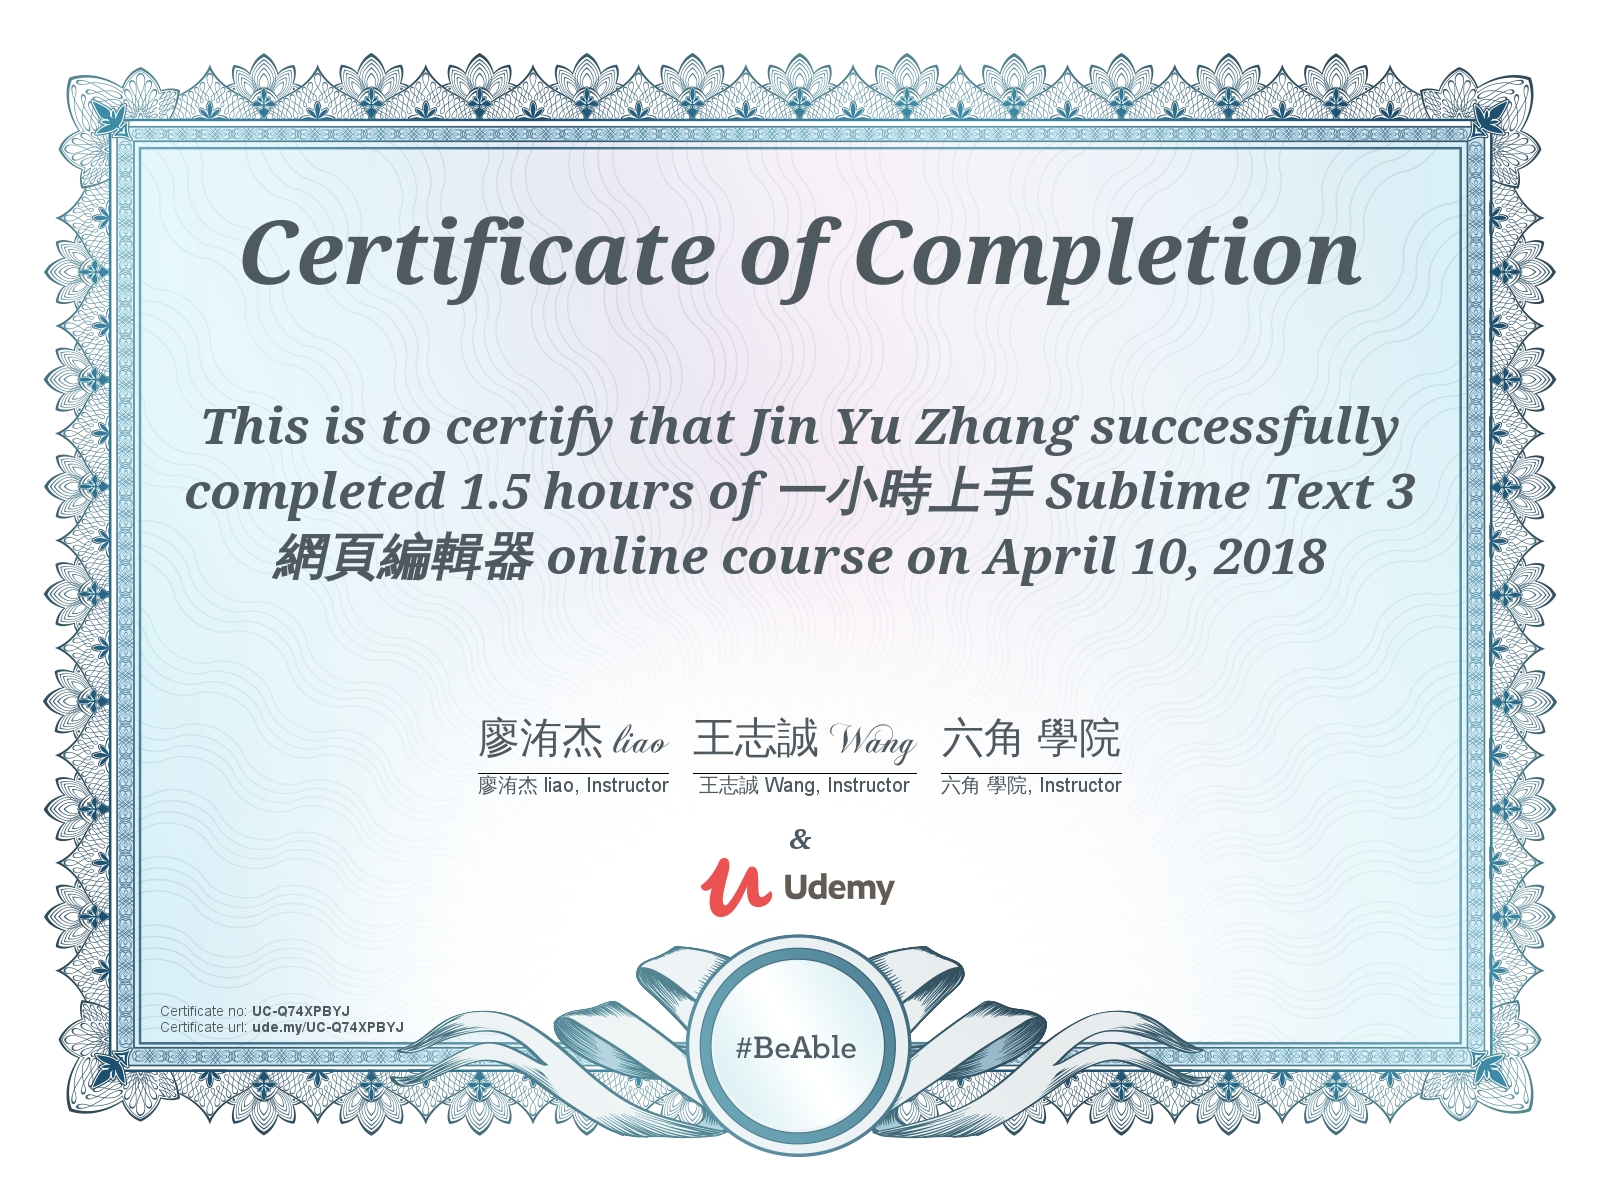 Certificate of Completion
This is to certify that Jin Yu Zhang successfully
completed 1.5 hours of 一小時上手 Sublime Text 3
網頁編輯器 online course on April 10, 2018
廖洧杰 liao 王志誠 Wang 六角 學院
廖洧杰 liao, Instructor 王志誠 Wang, Instructor 六角 學院, Instructor
&
Udemy
Certificate no: UC-Q74XPBYJ
Certificate url: ude.my/UC-Q74XPBYJ
#BeAble